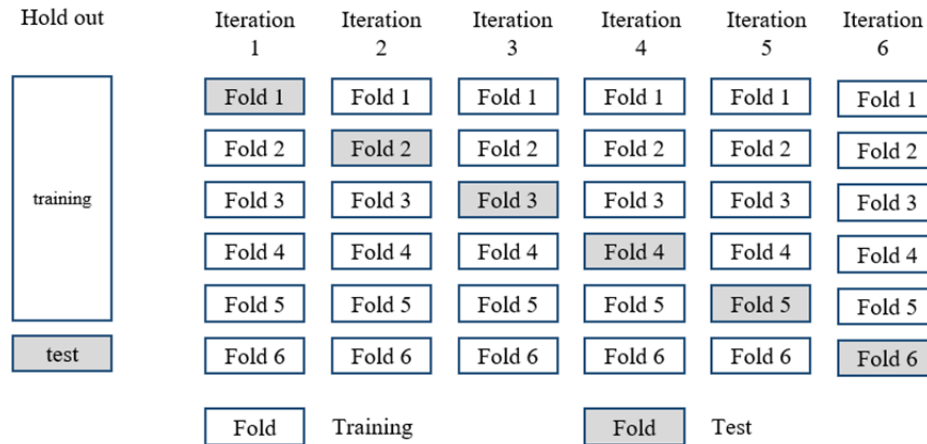 Hold out
Iteration 1
Iteration 2
Iteration 3
Iteration 4
Iteration 5
Iteration 6
training
test
Fold 1
Fold 2
Fold 3
Fold 4
Fold 5
Fold 6
Fold 1
Fold 2
Fold 3
Fold 4
Fold 5
Fold 6
Fold 1
Fold 2
Fold 3
Fold 4
Fold 5
Fold 6
Fold 1
Fold 2
Fold 3
Fold 4
Fold 5
Fold 6
Fold 1
Fold 2
Fold 3
Fold 4
Fold 5
Fold 6
Fold 1
Fold 2
Fold 3
Fold 4
Fold 5
Fold 6
Fold Training
Fold Test